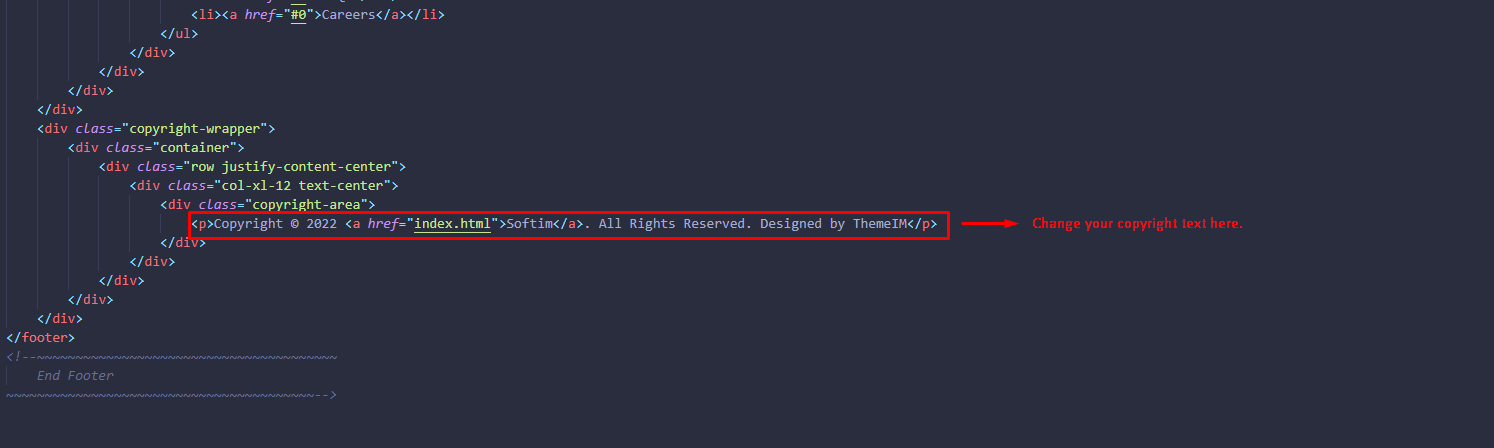 <li><a href="#0">Careers</a></li>
</ul>
</div>
</div>
</div>
</div>
<div class="copyright-wrapper">
<div class="container">
<div class="row justify-content-center">
<div class="col-xl-12 text-center">
<div class="copyright-area">
<p>Copyright © 2022 <a href="index.html">Softim</a>. All Rights Reserved. Designed by ThemeIM</p>
Change your copyright text here.
</div>
</div>
</div>
</div>
</div>
</footer>
<!--~~~~~~~~~~~~~~~~~~~~~~~~~~~~~~~~~~~~~~~
End Footer
~~~~~~~~~~~~~~~~~~~~~~~~~~~~~~~~~~~~~~~~-->